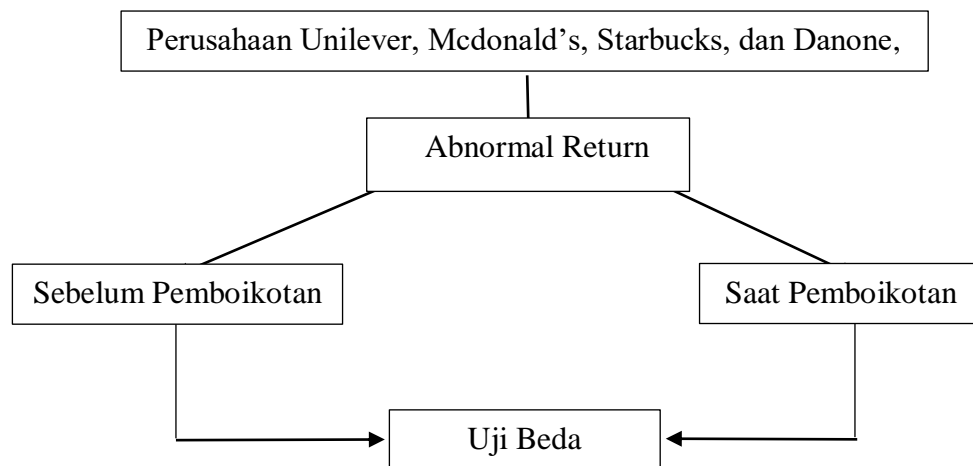 Perusahaan Unilever, Mcdonald’s, Starbucks, dan Danone,
Abnormal Return
Sebelum Pemboikotan
Saat Pemboikotan
Uji Beda